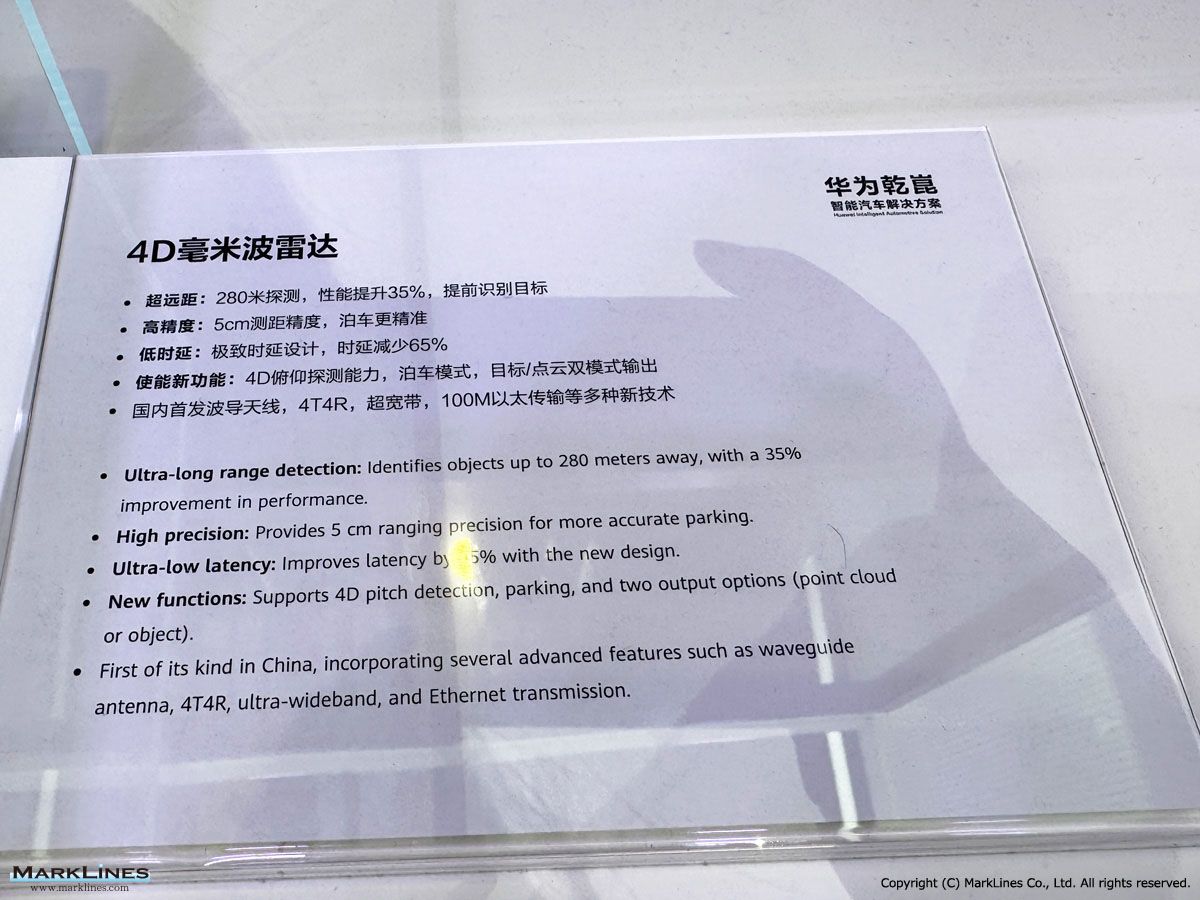 华为乾崑
智能汽车解决方案
Huawei Intelligent Automotive Solution
4D毫米波雷达
• 超远距：280米探测，性能提升35%，提前识别目标
• 高精度：5cm测距精度，泊车更精准
• 低时延：极致时延设计，时延减少65%
• 使能新功能：4D俯仰探测能力，泊车模式，目标/点云双模式输出
• 国内首发波导天线，4T4R，超宽带，100M以太传输等多种新技术
• Ultra-long range detection: Identifies objects up to 280 meters away, with a 35%
improvement in performance.
• High precision: Provides 5 cm ranging precision for more accurate parking.
• Ultra-low latency: Improves latency by with the new design.
• New functions: Supports 4D pitch detection, parking, and two output options (point cloud
or object).
• First of its kind in China, incorporating several advanced features such as waveguide
antenna, 4T4R, ultra-wideband, and Ethernet transmission.
MARKLINES
www.marklines.com
Copyright (C) MarkLines Co., Ltd. All rights reserved.